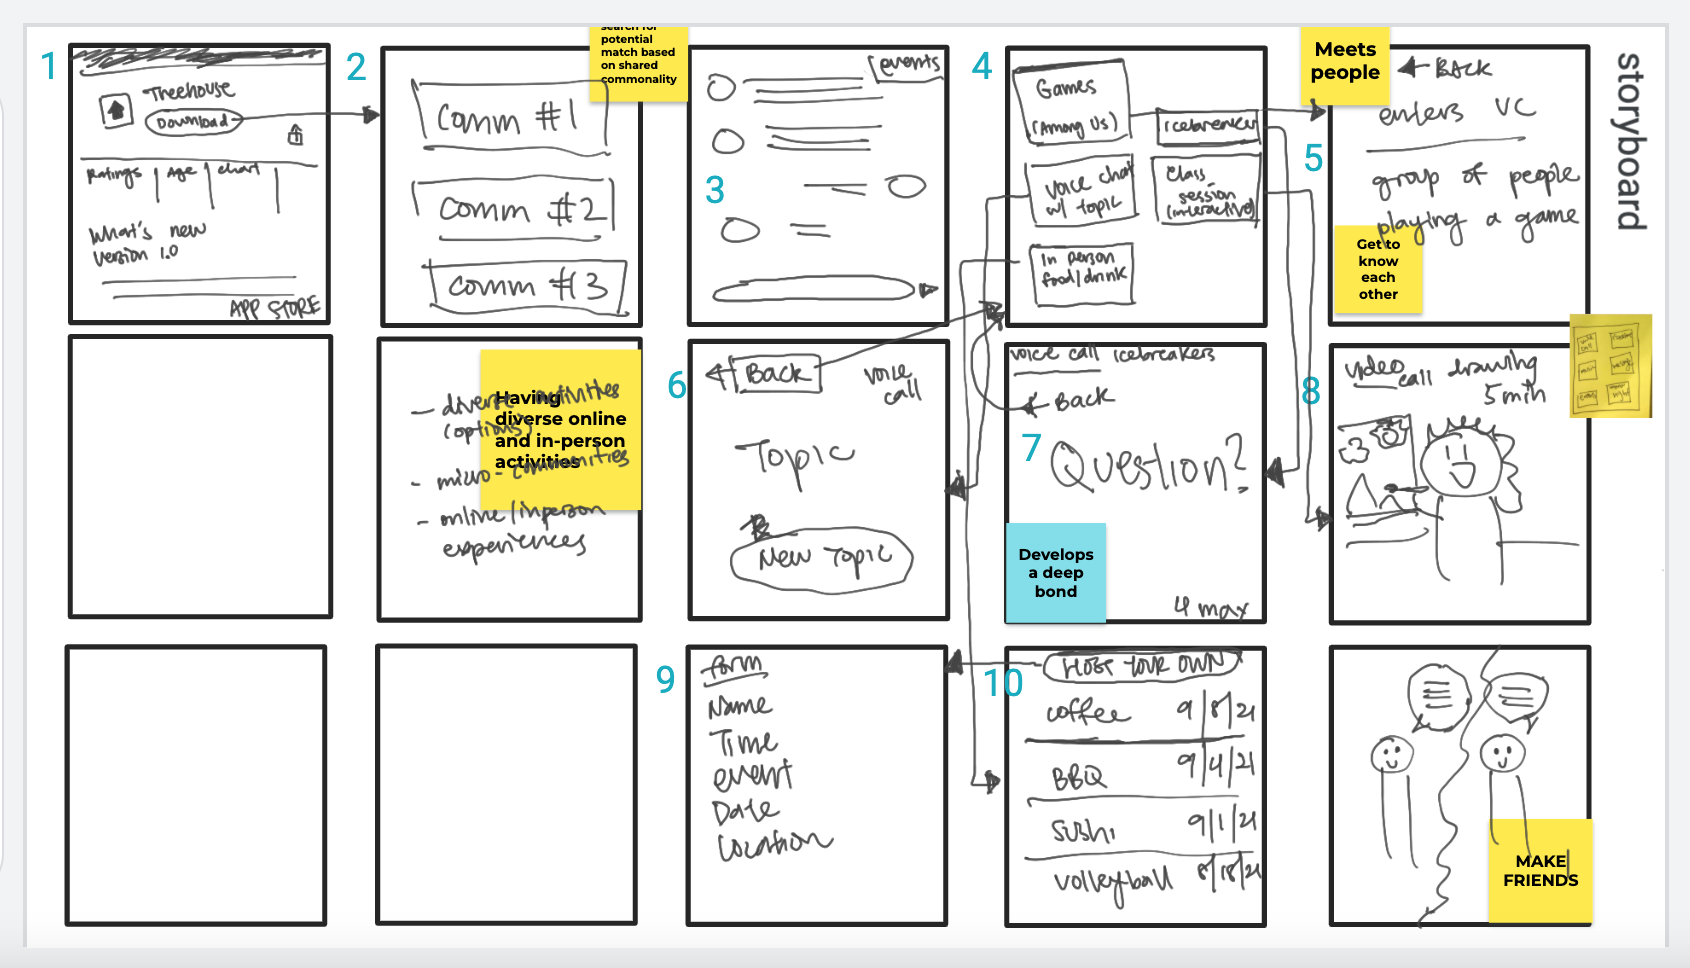 storyboard
1
Treehouse
Download
Ratings | Age | chart |
What's new
Version 1.0
APP STORE
2
search for
potential
match based
on shared
commonality
Comm #1
Comm #2
Comm #3
3
events
4
Games
(Among Us)
icebreaker
Voice chat
w/ topic
Class
session
(interactive)
In person
food/drink
5
Meets
people
BACK
enters VC
group of people
playing a game
Get to
know
each
other
Having
diverse online
and in-person
activities
- diverse activities
(options)
- micro-communities
- online/inperson
experiences
6
Back
voice
call
Topic
New Topic
7
voice call icebreakers
Back
Question?
Develops
a deep
bond
4 max
8
video call drawing
5 min
9
form
Name
Time
event
Date
Location
10
HOST YOUR OWN
coffee 9/8/21
BBQ 9/4/21
sushi 9/1/21
volleyball 8/18/21
MAKE
FRIENDS